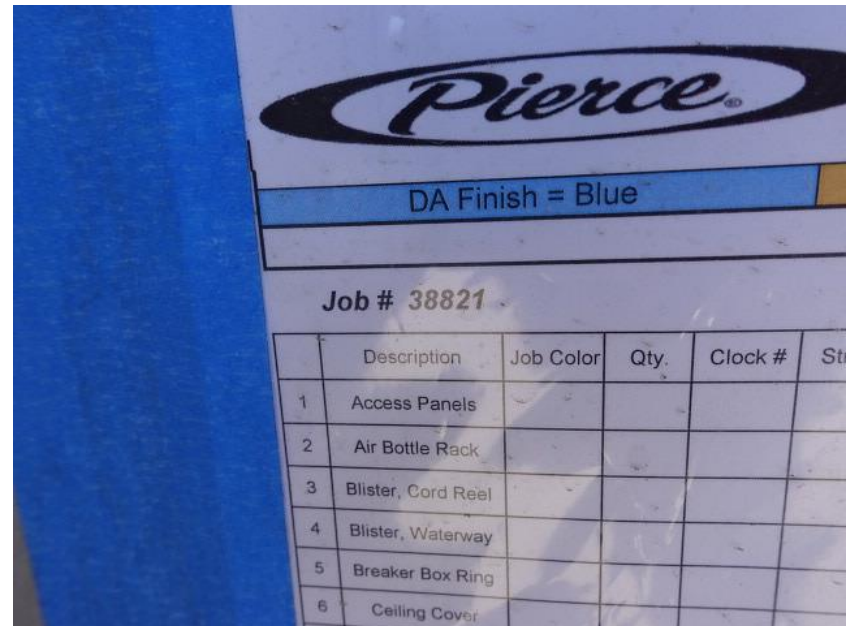 Pierce®
DA Finish = Blue
Job # 38821
Description Job Color Qty. Clock #
1 Access Panels
2 Air Bottle Rack
3 Blister, Cord Reel
4 Blister, Waterway
5 Breaker Box Ring
6 Ceiling Cover